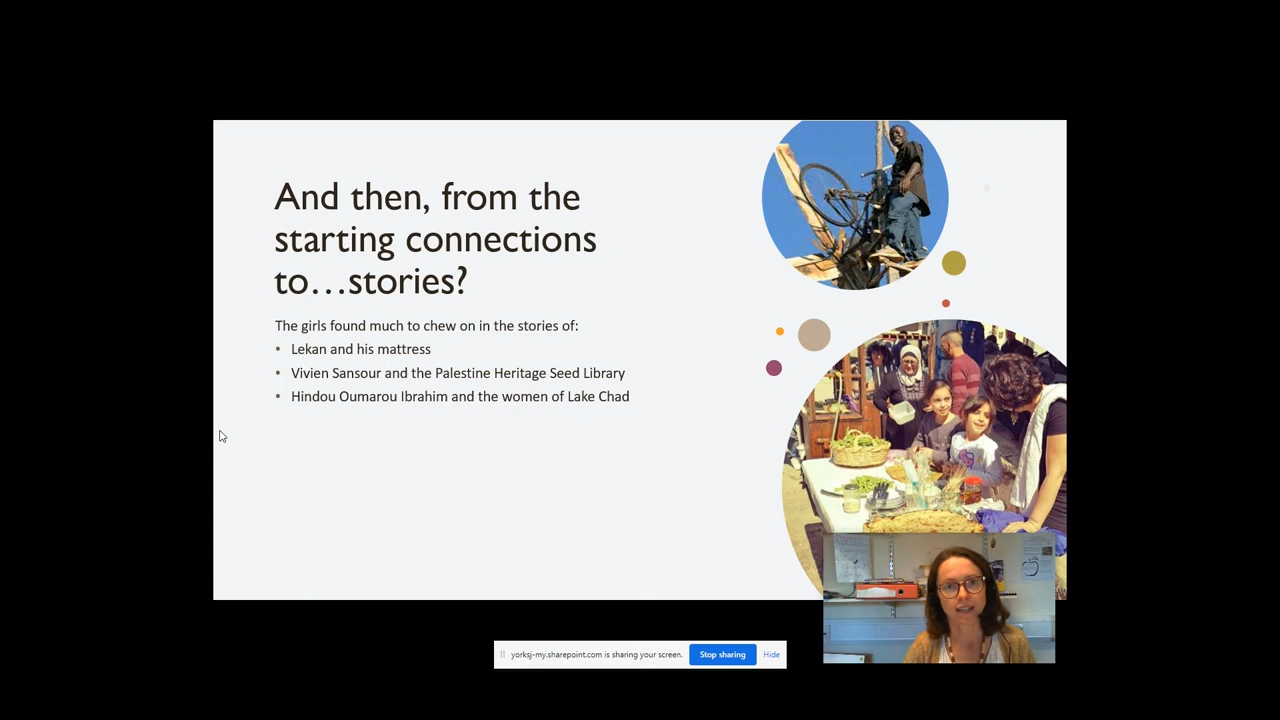 And then, from the
starting connections
to…stories?
The girls found much to chew on in the stories of:
• Lekan and his mattress
• Vivien Sansour and the Palestine Heritage Seed Library
• Hindou Oumarou Ibrahim and the women of Lake Chad
yorksj-my.sharepoint.com is sharing your screen.
Stop sharing
Hide